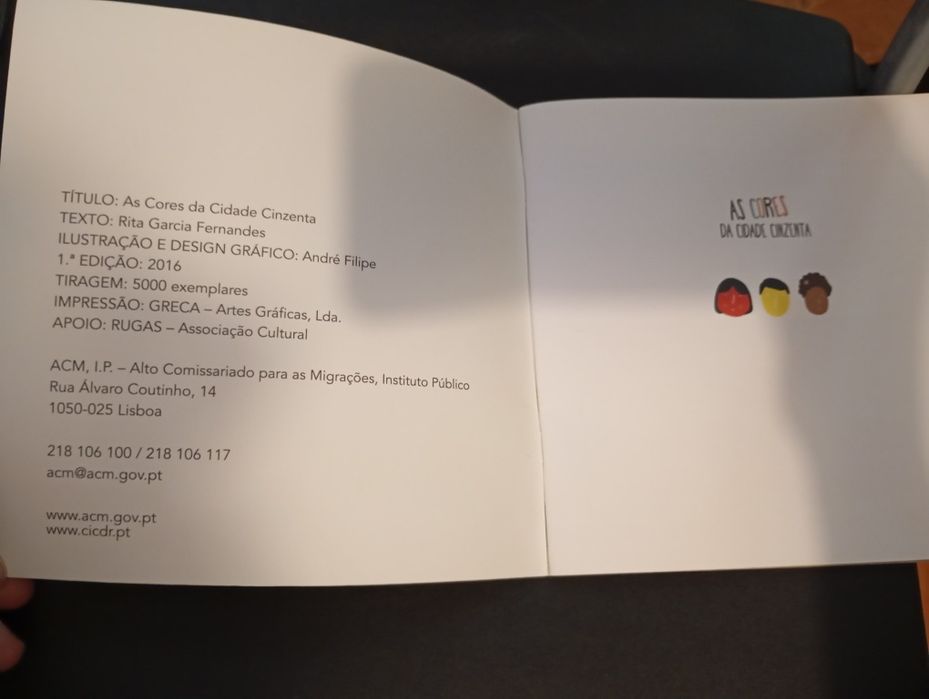 TÍTULO: As Cores da Cidade Cinzenta
TEXTO: Rita Garcia Fernandes
ILUSTRAÇÃO E DESIGN GRÁFICO: André Filipe
1.ª EDIÇÃO: 2016
TIRAGEM: 5000 exemplares
IMPRESSÃO: GRECA – Artes Gráficas, Lda.
APOIO: RUGAS – Associação Cultural
ACM, I.P. – Alto Comissariado para as Migrações, Instituto Público
Rua Álvaro Coutinho, 14
1050-025 Lisboa
218 106 100 / 218 106 117
acm@acm.gov.pt
www.acm.gov.pt
www.cicdr.pt
AS CORES
DA CIDADE CINZENTA